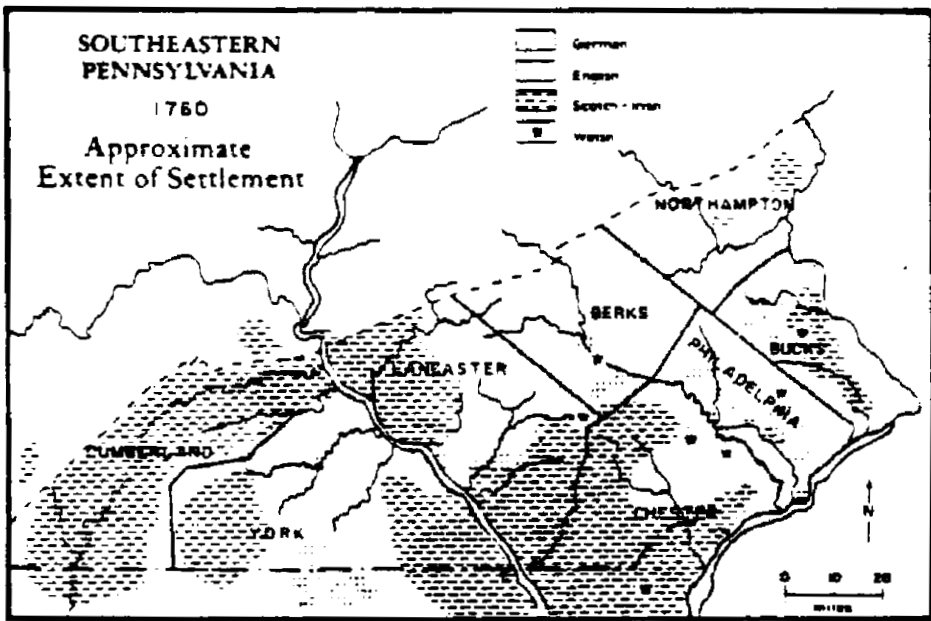 SOUTHEASTERN
PENNSYLVANIA
1760
Approximate
Extent of Settlement
German
English
Scotch-Irish
Welsh
NORTHAMPTON
BERKS
BUCKS
PHILADELPHIA
LANCASTER
CUMBERLAND
YORK
CHESTER
N
0 10 20
miles